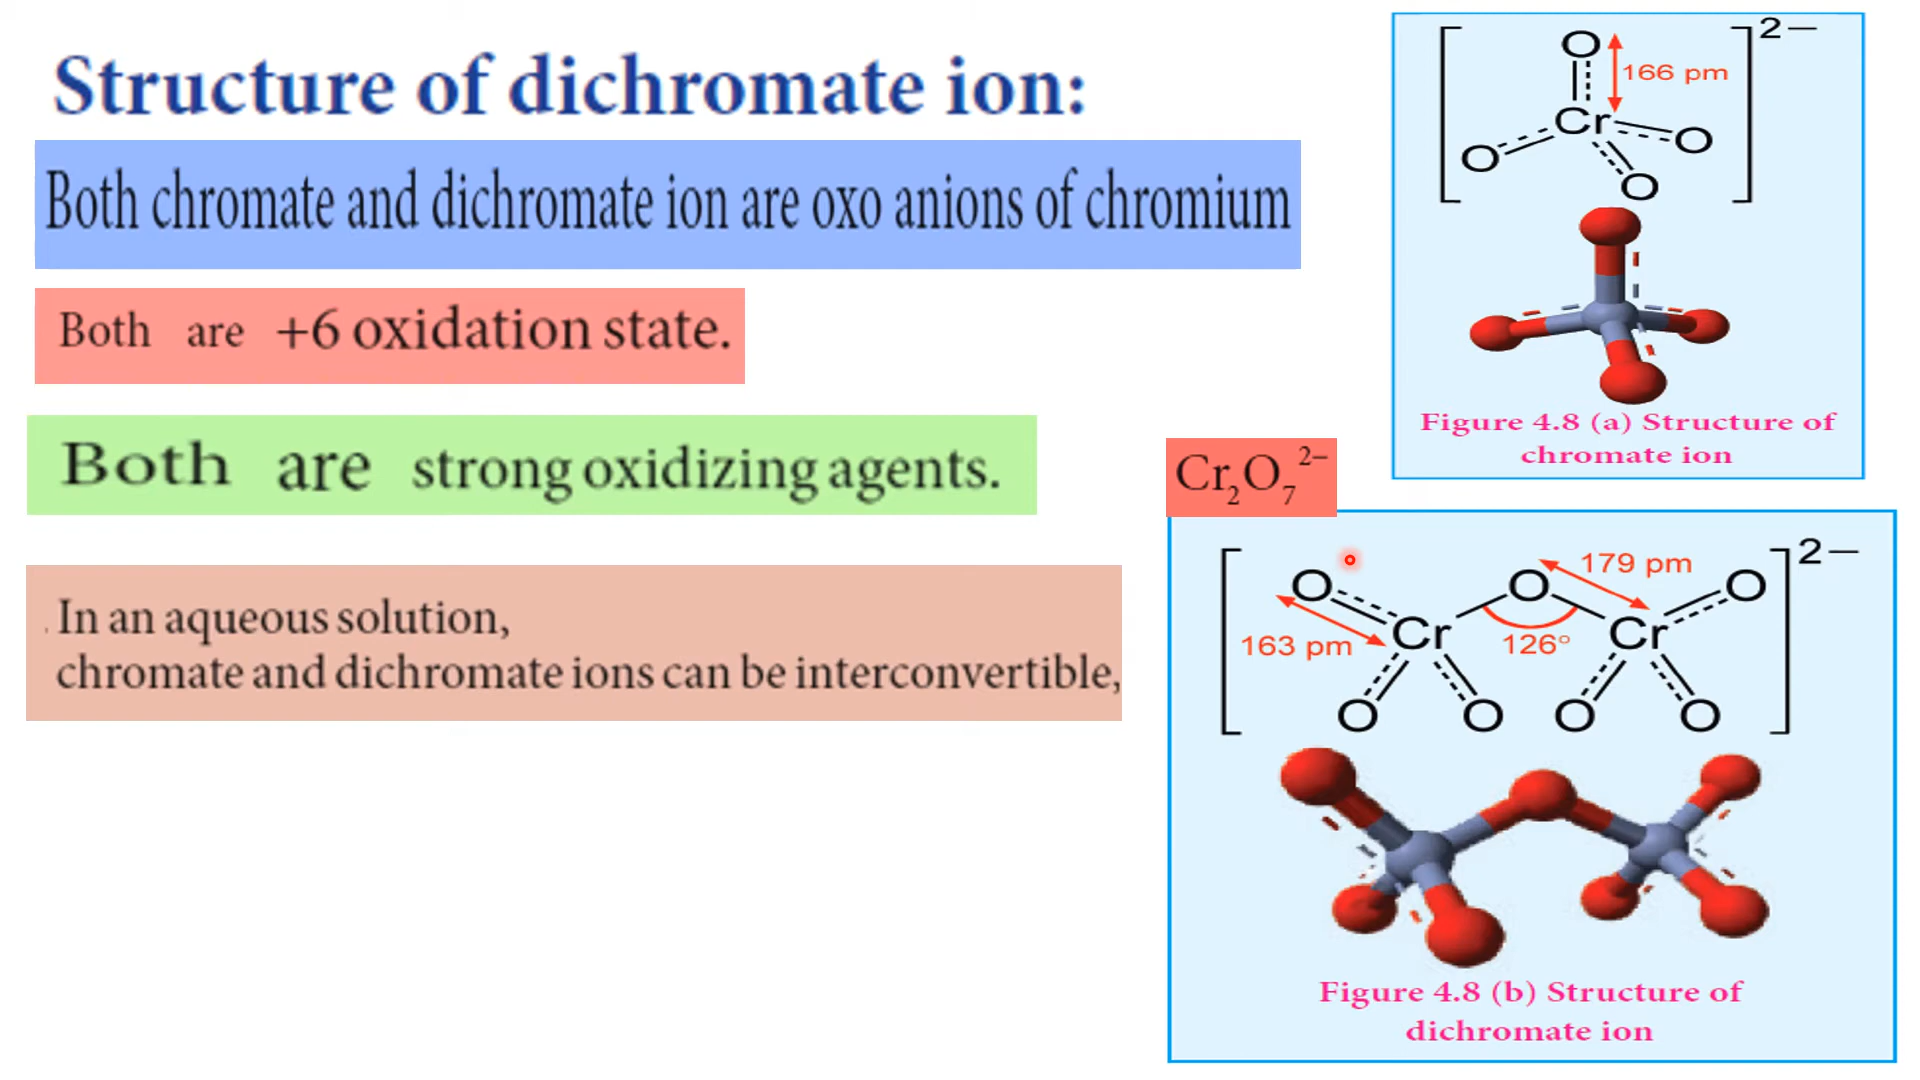 Structure of dichromate ion:
Both chromate and dichromate ion are oxo anions of chromium
Both are +6 oxidation state.
Both are strong oxidizing agents.
. In an aqueous solution,
chromate and dichromate ions can be interconvertible,
2−
O
166 pm
Cr
O
O
O
Figure 4.8 (a) Structure of
chromate ion
Cr₂O₇²⁻
2−
O O 179 pm O
163 pm Cr 126° Cr
O O O O
Figure 4.8 (b) Structure of
dichromate ion